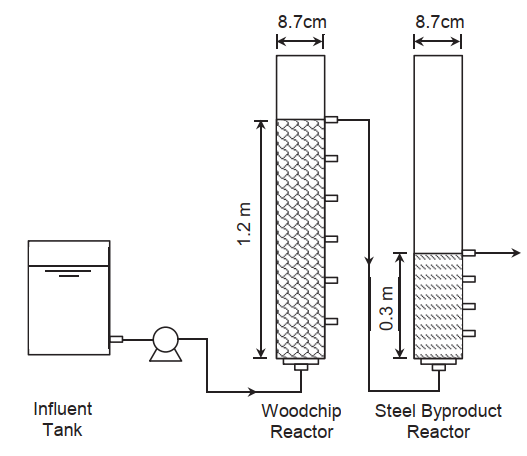 8.7cm
8.7cm
1.2 m
0.3 m
Influent
Tank
Woodchip
Reactor
Steel Byproduct
Reactor